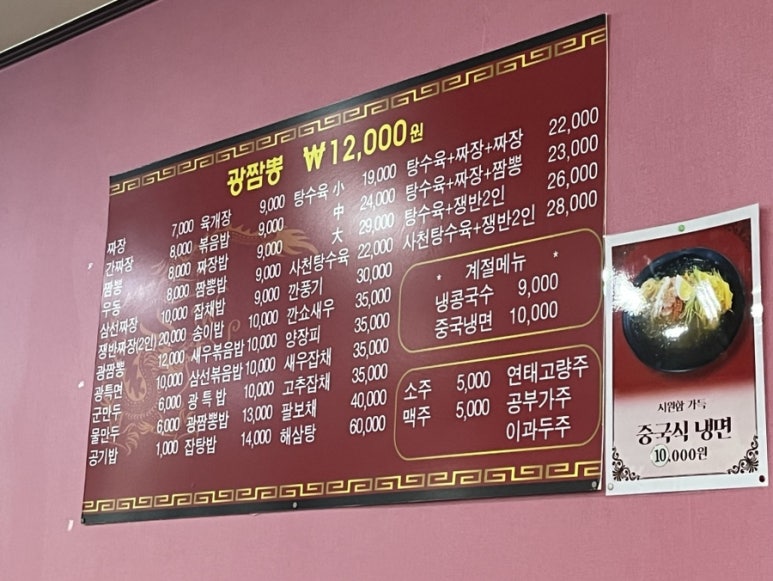 광짬뽕 ₩12,000원
짜장 7,000
간짜장 8,000
짬뽕 8,000
우동 8,000
삼선짜장 10,000
쟁반짜장(2인) 20,000
광짬뽕 12,000
광특면 10,000
군만두 6,000
물만두 6,000
공기밥 1,000
육개장 9,000
볶음밥 9,000
짜장밥 9,000
짬뽕밥 9,000
잡채밥 9,000
송이밥 10,000
새우볶음밥 10,000
삼선볶음밥 10,000
광특밥 10,000
광짬뽕밥 13,000
잡탕밥 14,000
탕수육 小 19,000
中 24,000
大 29,000
사천탕수육 22,000
깐풍기 30,000
깐쇼새우 35,000
양장피 35,000
새우잡채 35,000
고추잡채 35,000
팔보채 40,000
해삼탕 60,000
탕수육+짜장+짜장 22,000
탕수육+짜장+짬뽕 23,000
탕수육+쟁반2인 26,000
사천탕수육+쟁반2인 28,000
* 계절메뉴 *
냉콩국수 9,000
중국냉면 10,000
소주 5,000 연태고량주
맥주 5,000 공부가주
이과두주
시원함 가득
중국식 냉면
10,000원